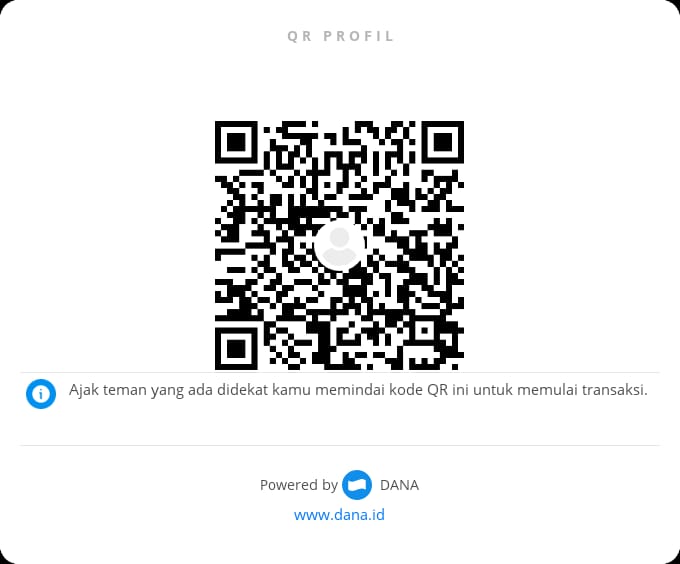 QR PROFIL
Ajak teman yang ada didekat kamu memindai kode QR ini untuk memulai transaksi.
Powered by DANA
www.dana.id